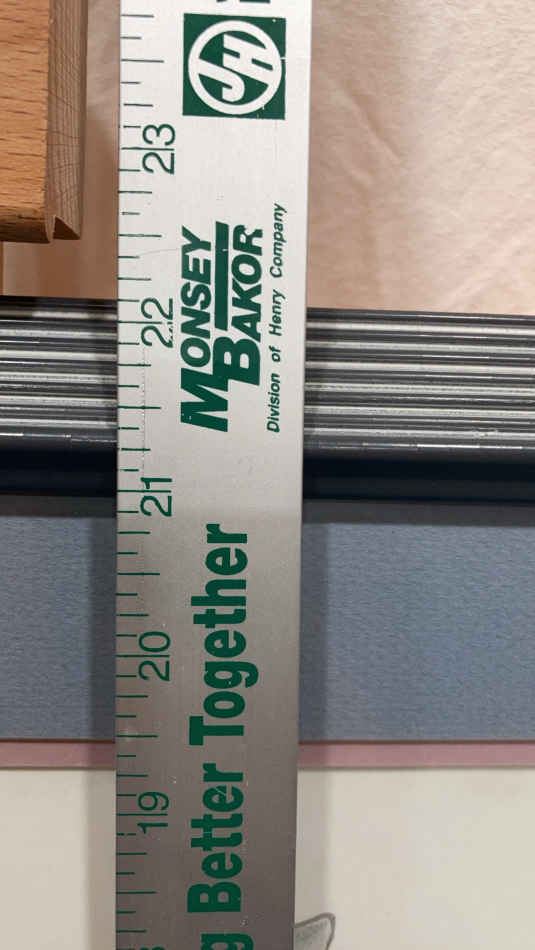 JH
MONSEY
BAKOR
Division of Henry Company
Better Together
23
22
21
20
19